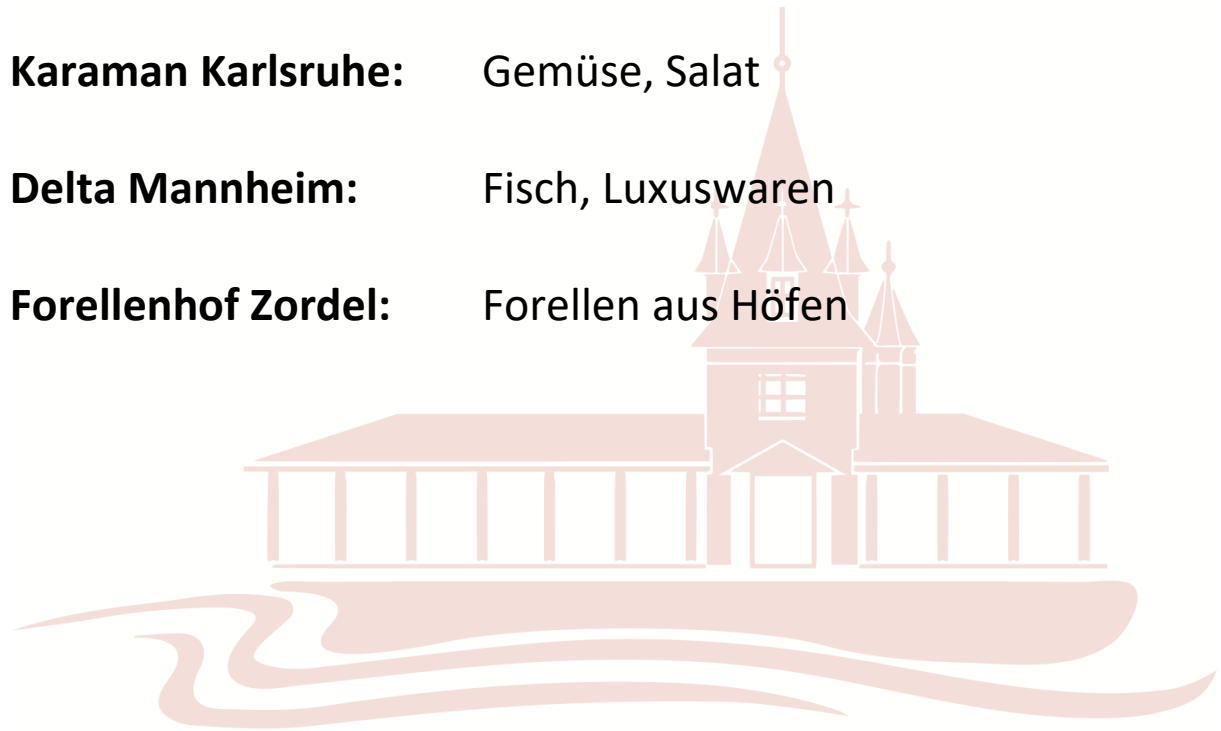 Karaman Karlsruhe: Gemüse, Salat
Delta Mannheim: Fisch, Luxuswaren
Forellenhof Zordel: Forellen aus Höfen